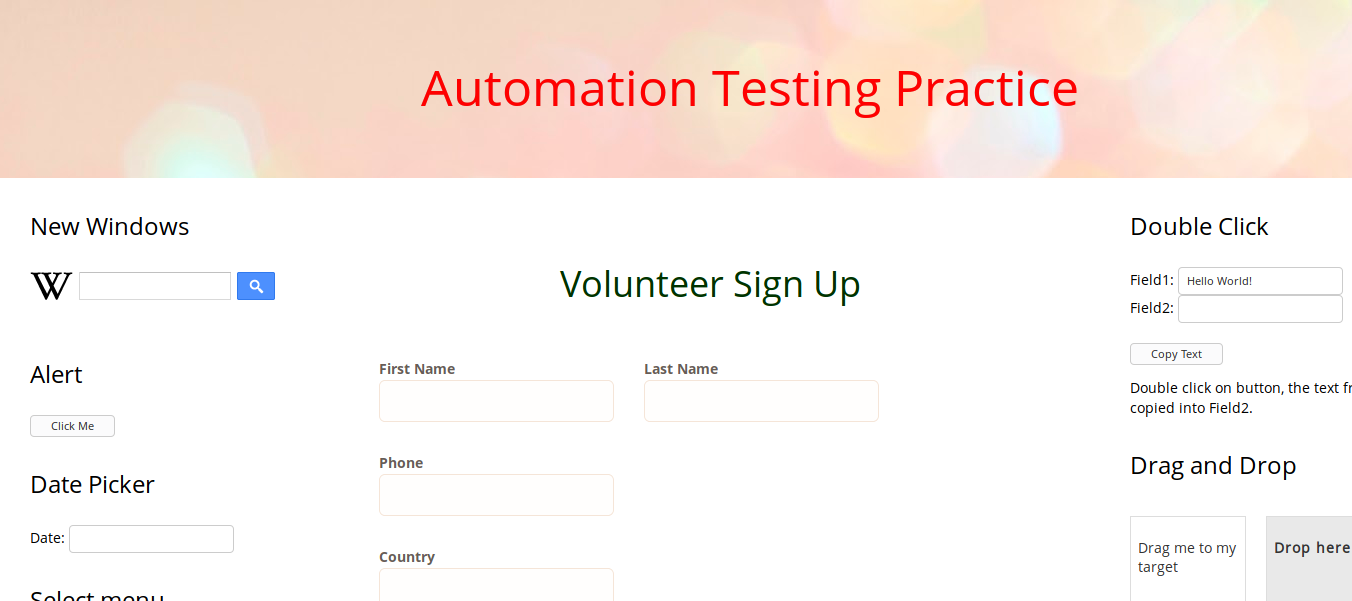 Automation Testing Practice
New Windows
W
Alert
Click Me
Date Picker
Date:
Select menu
Volunteer Sign Up
First Name
Last Name
Phone
Country
Double Click
Field1: Hello World!
Field2:
Copy Text
Double click on button, the text fr
copied into Field2.
Drag and Drop
Drag me to my
target
Drop here